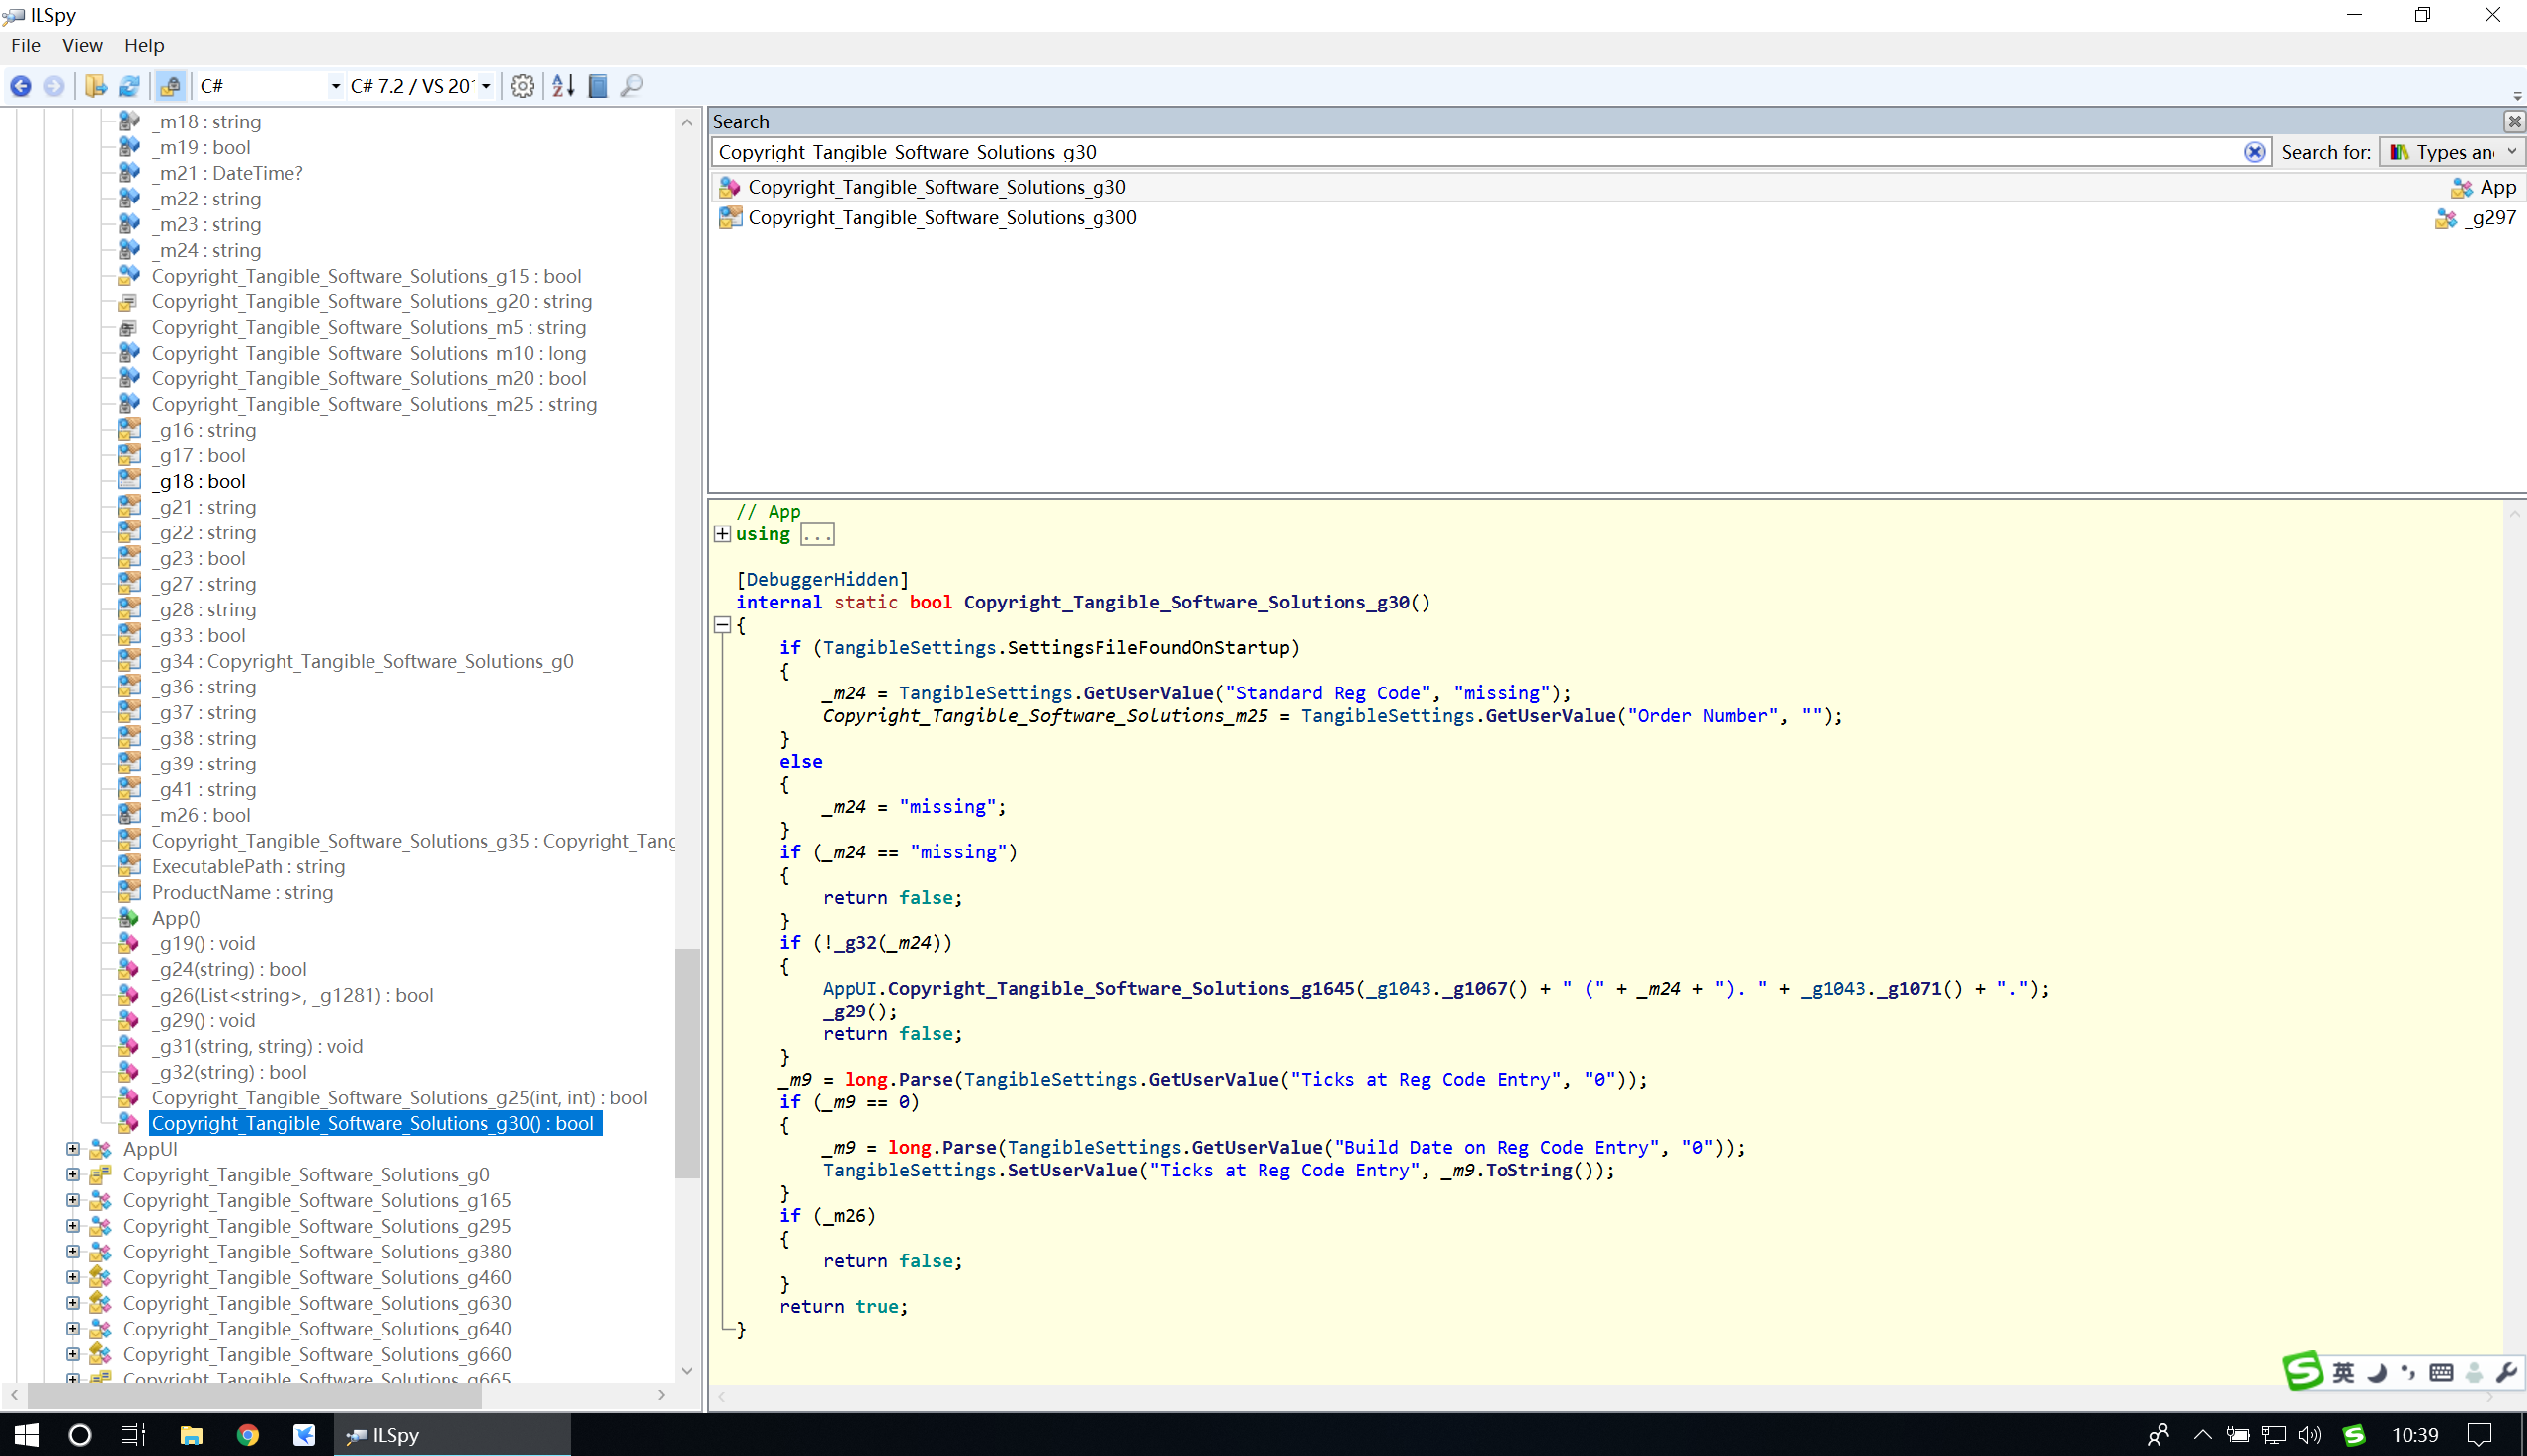 ILSpy
File View Help
C# C# 7.2 / VS 201
_m18 : string
_m19 : bool
_m21 : DateTime?
_m22 : string
_m23 : string
_m24 : string
Copyright_Tangible_Software_Solutions_g15 : bool
Copyright_Tangible_Software_Solutions_g20 : string
Copyright_Tangible_Software_Solutions_m5 : string
Copyright_Tangible_Software_Solutions_m10 : long
Copyright_Tangible_Software_Solutions_m20 : bool
Copyright_Tangible_Software_Solutions_m25 : string
_g16 : string
_g17 : bool
_g18 : bool
_g21 : string
_g22 : string
_g23 : bool
_g27 : string
_g28 : string
_g33 : bool
_g34 : Copyright_Tangible_Software_Solutions_g0
_g36 : string
_g37 : string
_g38 : string
_g39 : string
_g41 : string
_m26 : bool
Copyright_Tangible_Software_Solutions_g35 : Copyright_Tang
ExecutablePath : string
ProductName : string
App()
_g19() : void
_g24(string) : bool
_g26(List<string>, _g1281) : bool
_g29() : void
_g31(string, string) : void
_g32(string) : bool
Copyright_Tangible_Software_Solutions_g25(int, int) : bool
Copyright_Tangible_Software_Solutions_g30() : bool
AppUI
Copyright_Tangible_Software_Solutions_g0
Copyright_Tangible_Software_Solutions_g165
Copyright_Tangible_Software_Solutions_g295
Copyright_Tangible_Software_Solutions_g380
Copyright_Tangible_Software_Solutions_g460
Copyright_Tangible_Software_Solutions_g630
Copyright_Tangible_Software_Solutions_g640
Copyright_Tangible_Software_Solutions_g660
Copyright_Tangible_Software_Solutions_g665
Search
Copyright_Tangible_Software_Solutions_g30 Search for: Types an
Copyright_Tangible_Software_Solutions_g30 App
Copyright_Tangible_Software_Solutions_g300 _g297
// App
using ...
[DebuggerHidden]
internal static bool Copyright_Tangible_Software_Solutions_g30()
{
if (TangibleSettings.SettingsFileFoundOnStartup)
{
_m24 = TangibleSettings.GetUserValue("Standard Reg Code", "missing");
Copyright_Tangible_Software_Solutions_m25 = TangibleSettings.GetUserValue("Order Number", "");
}
else
{
_m24 = "missing";
}
if (_m24 == "missing")
{
return false;
}
if (!_g32(_m24))
{
AppUI.Copyright_Tangible_Software_Solutions_g1645(_g1043._g1067() + " (" + _m24 + "). " + _g1043._g1071() + ".");
_g29();
return false;
}
_m9 = long.Parse(TangibleSettings.GetUserValue("Ticks at Reg Code Entry", "0"));
if (_m9 == 0)
{
_m9 = long.Parse(TangibleSettings.GetUserValue("Build Date on Reg Code Entry", "0"));
TangibleSettings.SetUserValue("Ticks at Reg Code Entry", _m9.ToString());
}
if (_m26)
{
return false;
}
return true;
}
英
ILSpy
10:39